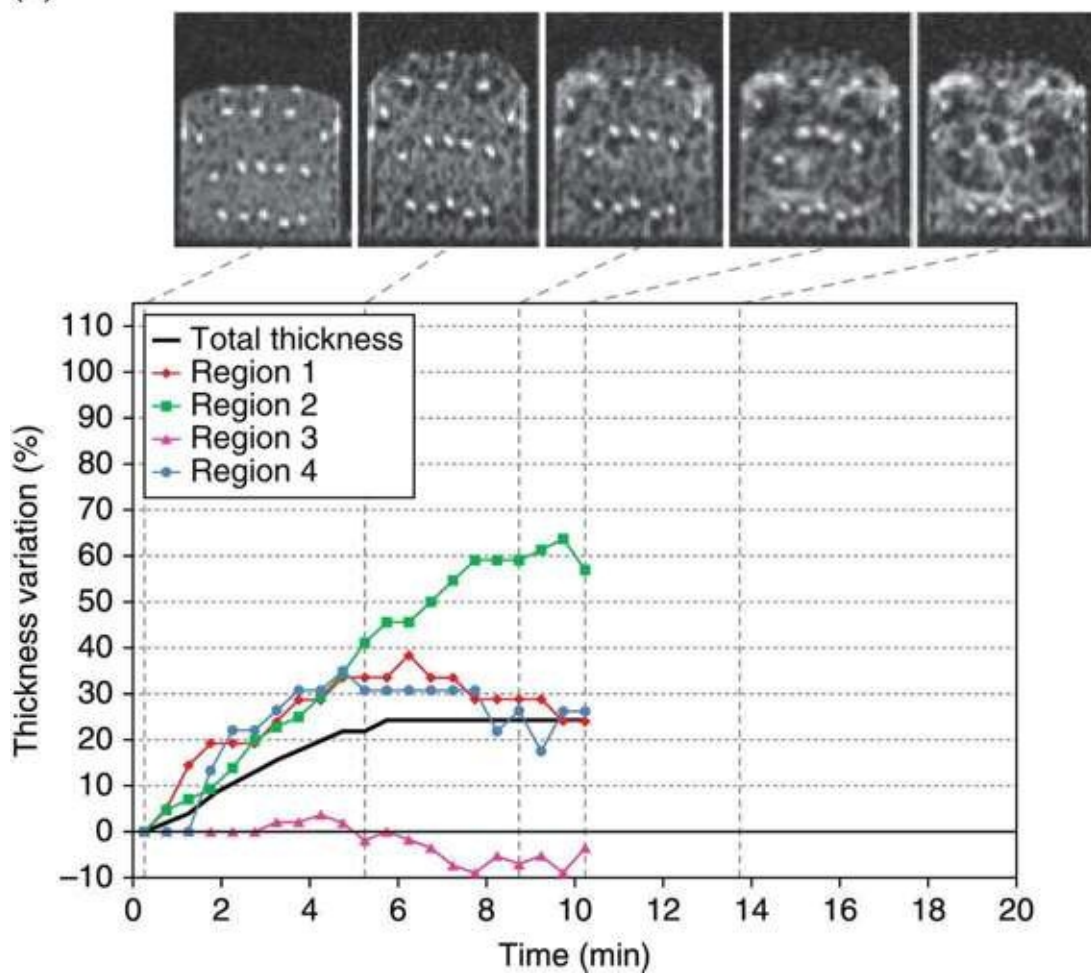 Total thickness
Region 1
Region 2
Region 3
Region 4
Thickness variation (%)
110
100
90
80
70
60
50
40
30
20
10
0
–10
0 2 4 6 8 10 12 14 16 18 20
Time (min)